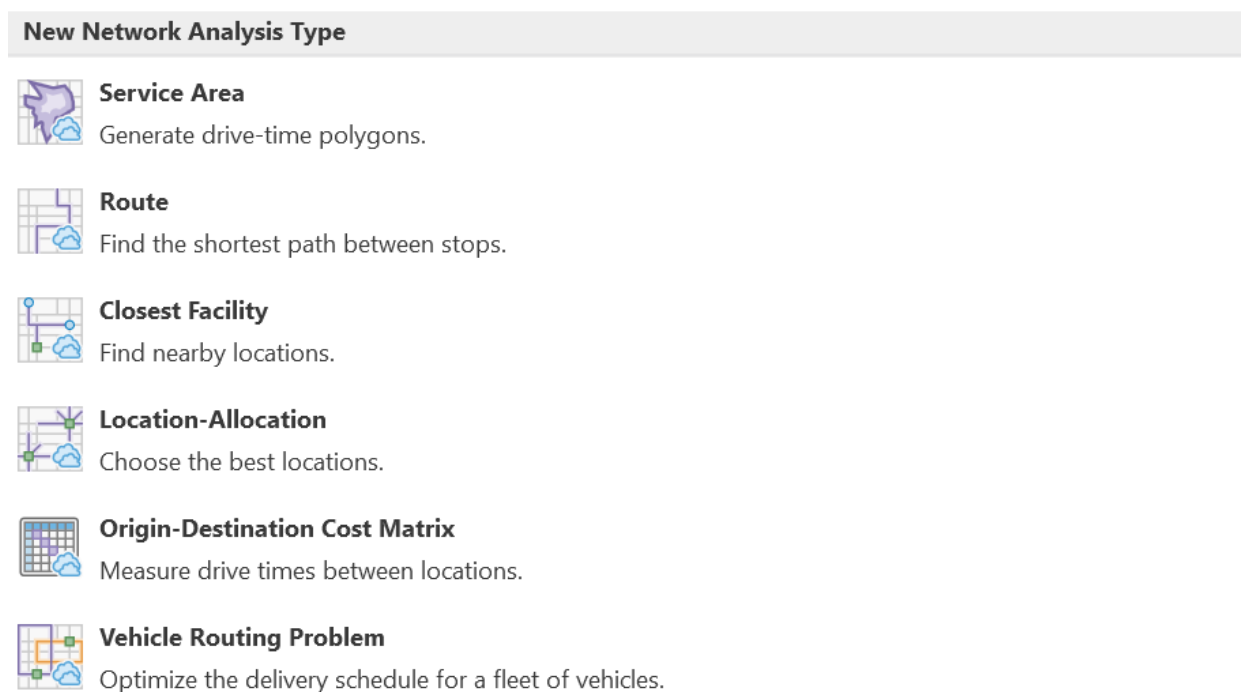 New Network Analysis Type
Service Area
Generate drive-time polygons.
Route
Find the shortest path between stops.
Closest Facility
Find nearby locations.
Location-Allocation
Choose the best locations.
Origin-Destination Cost Matrix
Measure drive times between locations.
Vehicle Routing Problem
Optimize the delivery schedule for a fleet of vehicles.